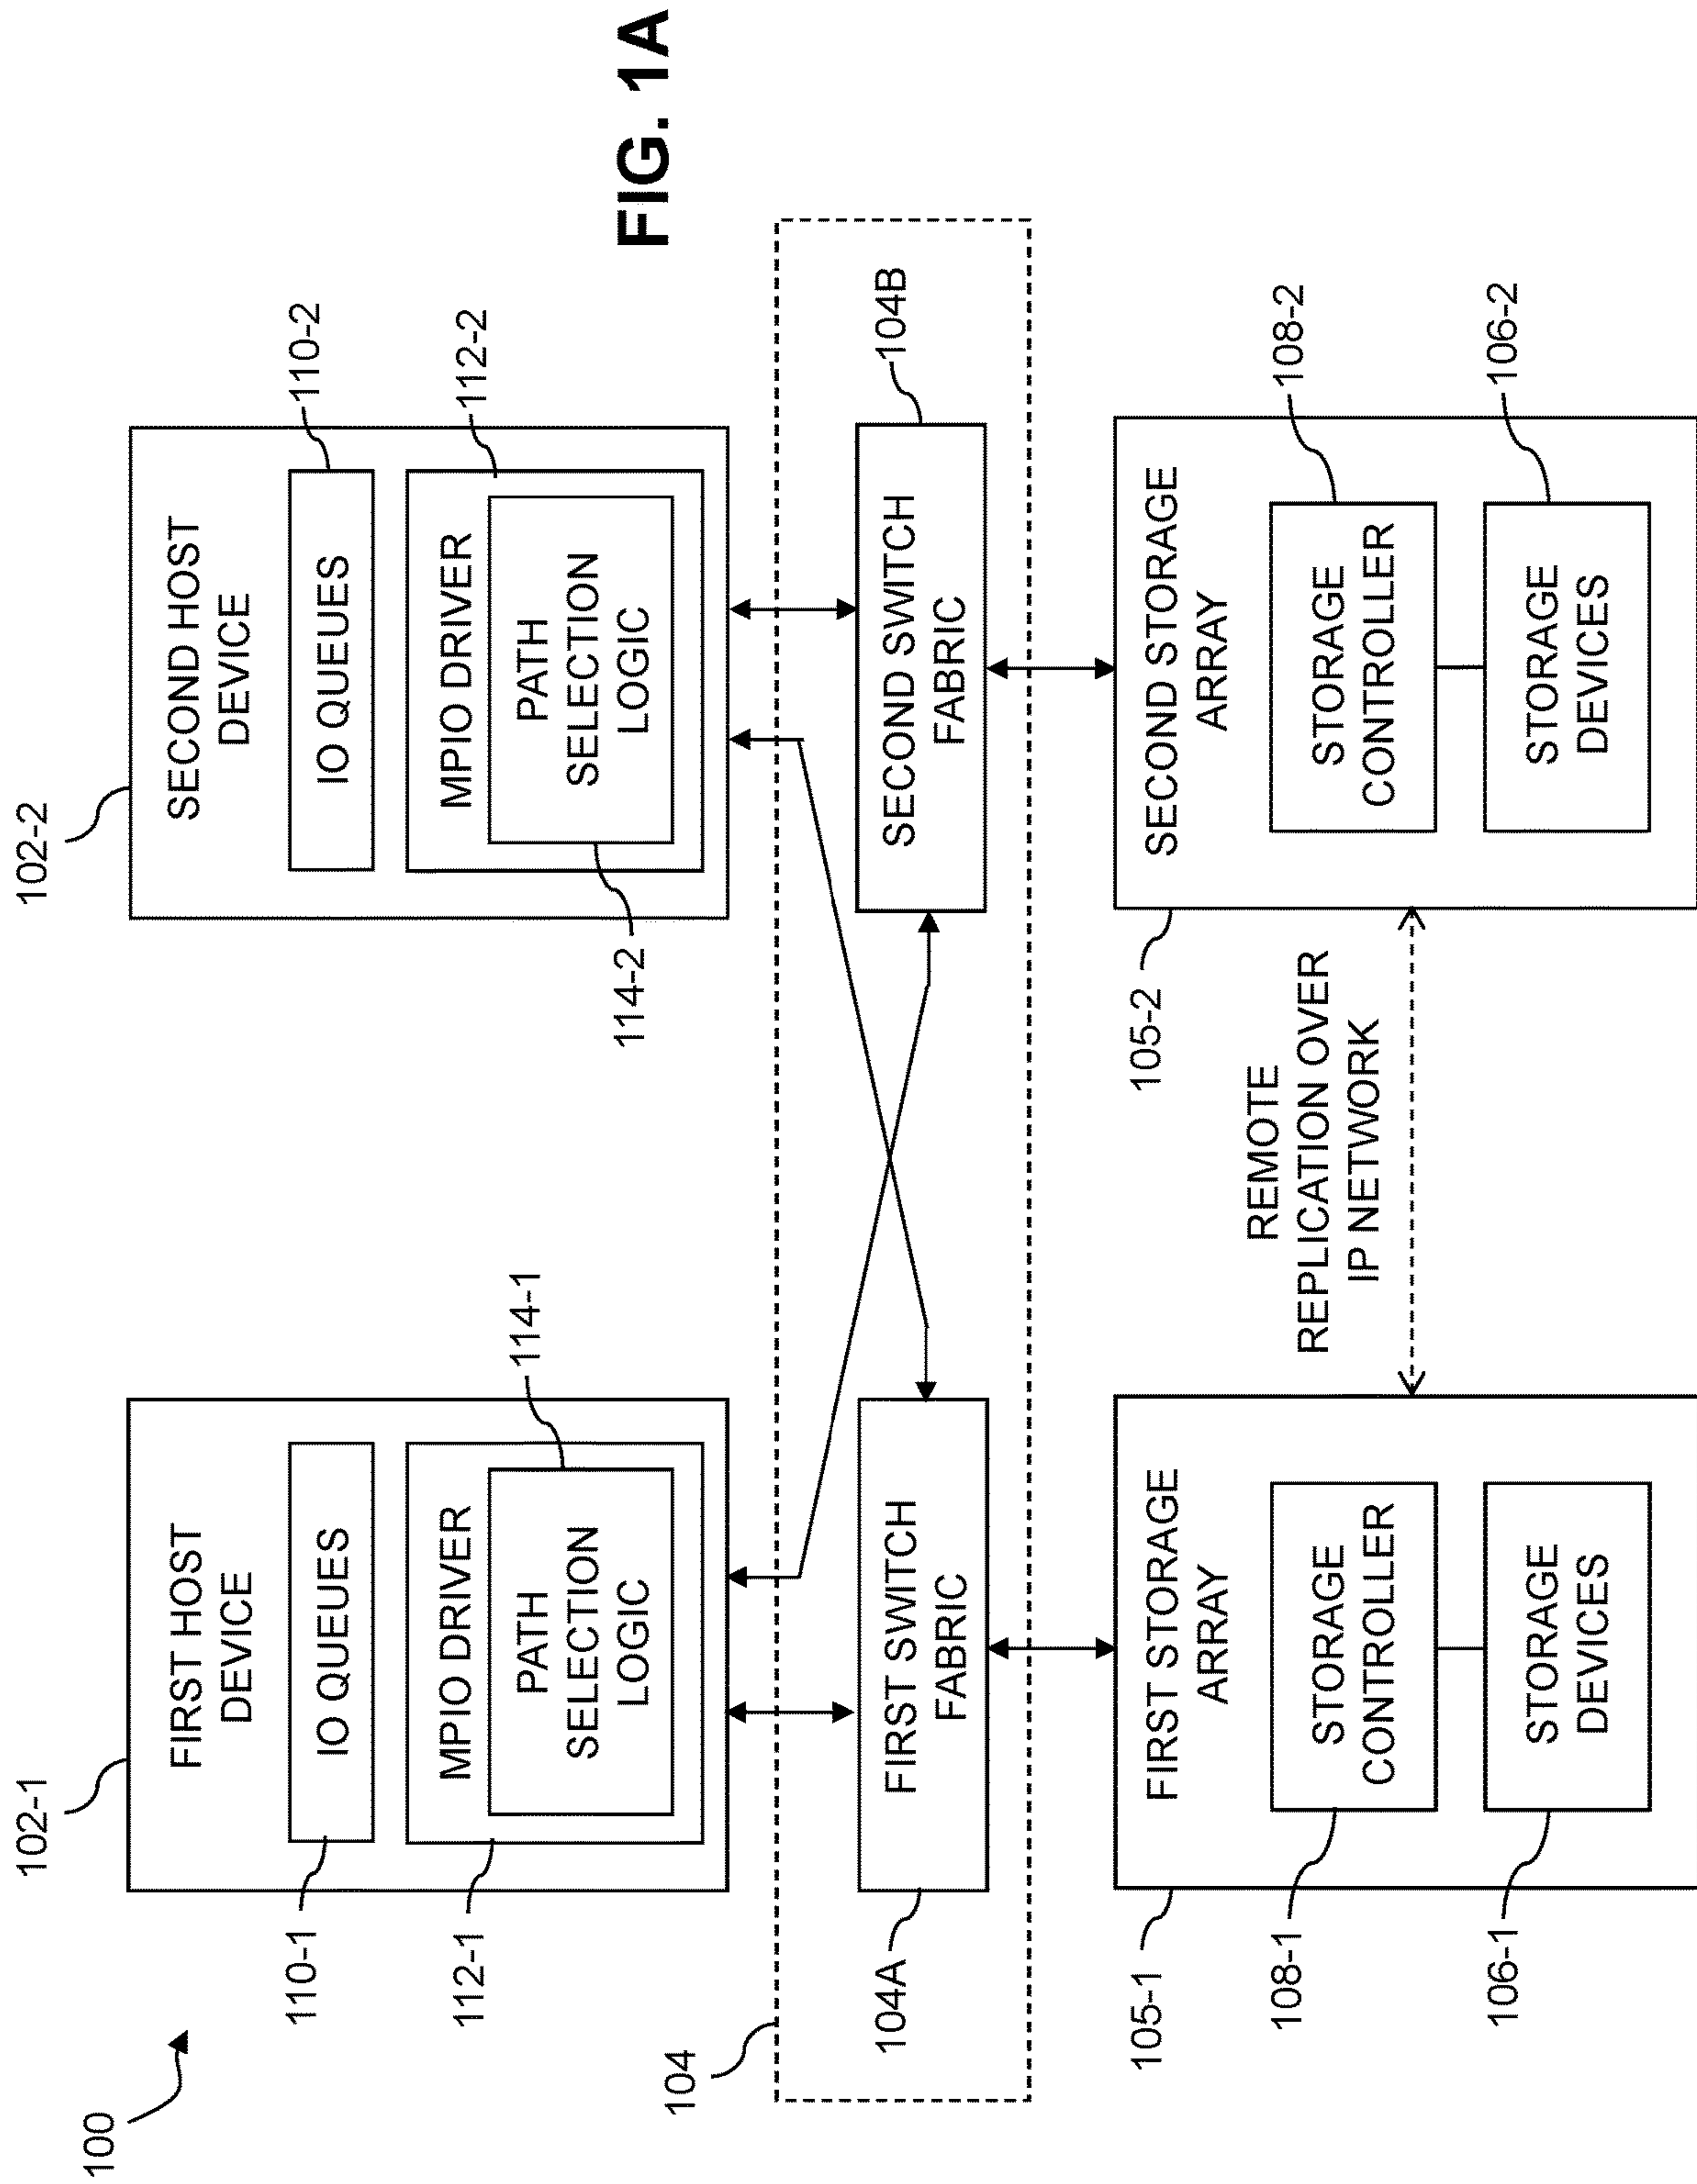 100
102-1
FIRST HOST
DEVICE
110-1
IO QUEUES
112-1
MPIO DRIVER
PATH
SELECTION
LOGIC
114-1
102-2
SECOND HOST
DEVICE
IO QUEUES
110-2
MPIO DRIVER
112-2
PATH
SELECTION
LOGIC
114-2
FIG. 1A
104
104A
FIRST SWITCH
FABRIC
SECOND SWITCH
FABRIC
104B
105-1
FIRST STORAGE
ARRAY
108-1
STORAGE
CONTROLLER
106-1
STORAGE
DEVICES
REMOTE
REPLICATION OVER
IP NETWORK
105-2
SECOND STORAGE
ARRAY
STORAGE
CONTROLLER
108-2
STORAGE
DEVICES
106-2